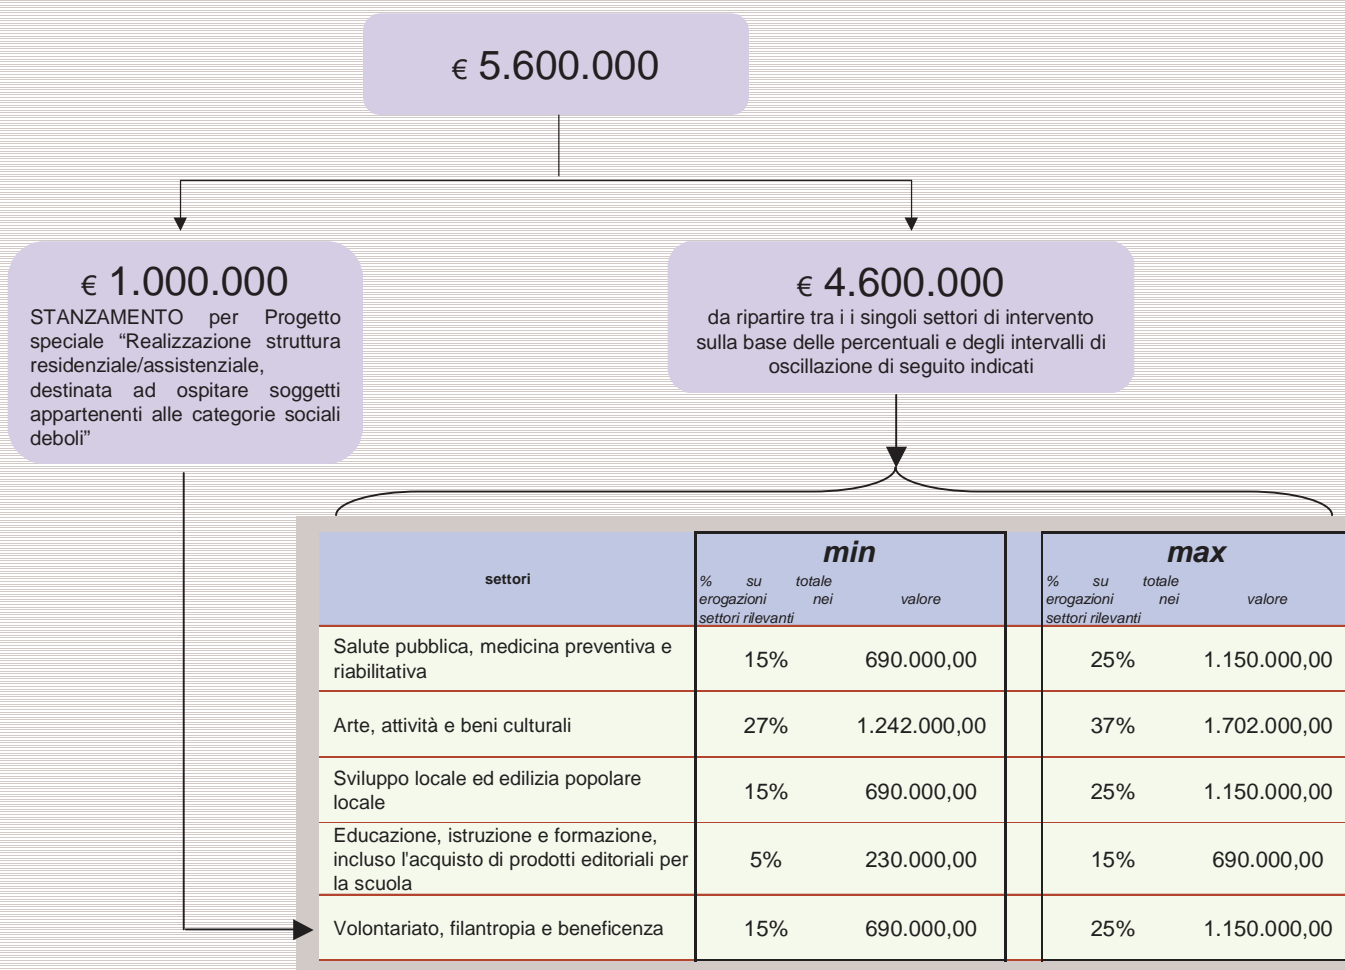 € 5.600.000
€ 1.000.000
STANZAMENTO per Progetto
speciale “Realizzazione struttura
residenziale/assistenziale,
destinata ad ospitare soggetti
appartenenti alle categorie sociali
deboli”
€ 4.600.000
da ripartire tra i i singoli settori di intervento
sulla base delle percentuali e degli intervalli di
oscillazione di seguito indicati
min max
settori
% su totale % su totale
erogazioni nei valore erogazioni nei valore
settori rilevanti settori rilevanti
Salute pubblica, medicina preventiva e
riabilitativa
15% 690.000,00 25% 1.150.000,00
Arte, attività e beni culturali 27% 1.242.000,00 37% 1.702.000,00
Sviluppo locale ed edilizia popolare
locale
15% 690.000,00 25% 1.150.000,00
Educazione, istruzione e formazione,
incluso l'acquisto di prodotti editoriali per
la scuola
5% 230.000,00 15% 690.000,00
Volontariato, filantropia e beneficenza 15% 690.000,00 25% 1.150.000,00